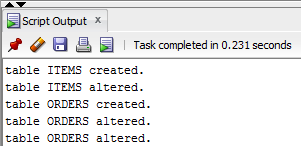 Script Output x
Task completed in 0.231 seconds
table ITEMS created.
table ITEMS altered.
table ORDERS created.
table ORDERS altered.
table ORDERS altered.